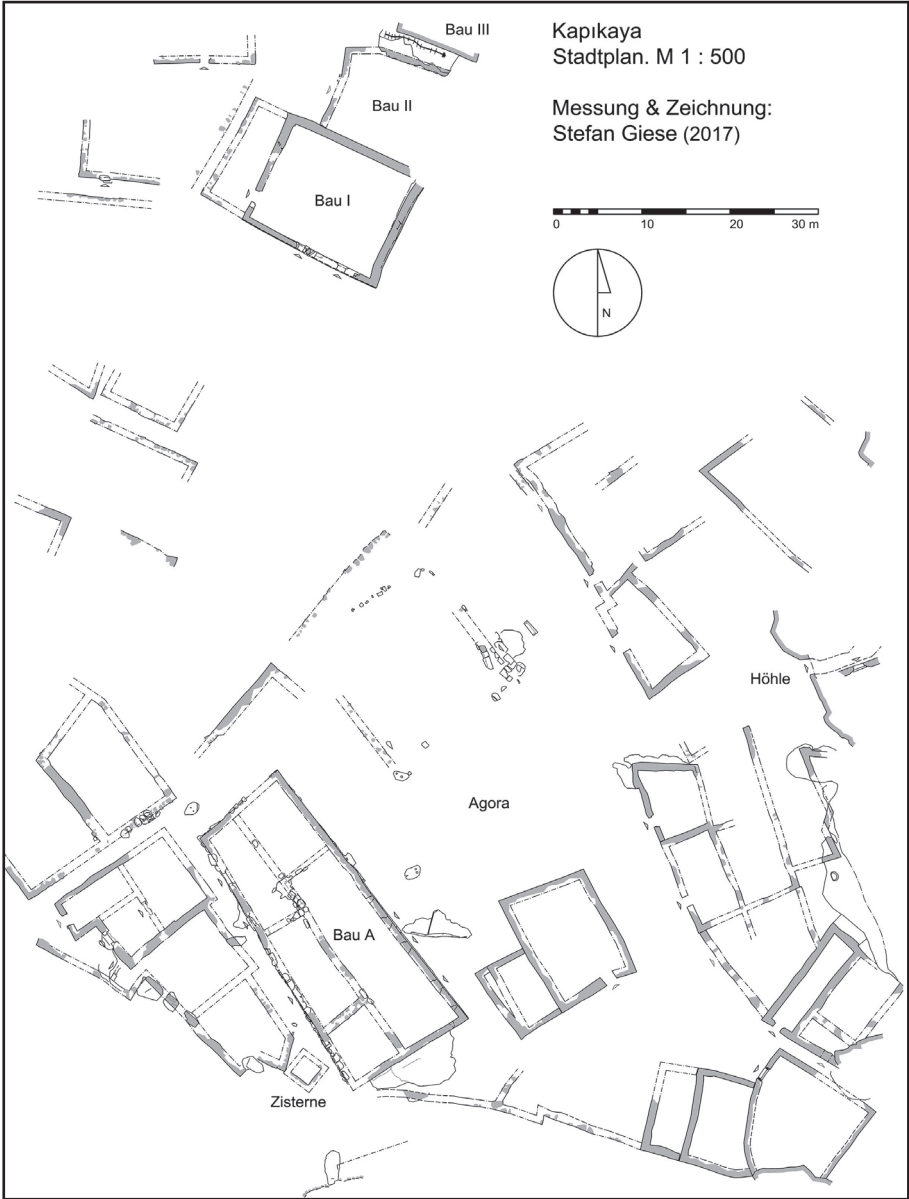 Bau III
Kapıkaya
Stadtplan. M 1 : 500
Bau II
Messung & Zeichnung:
Stefan Giese (2017)
Bau I
0 10 20 30 m
N
Höhle
Agora
Bau A
Zisterne